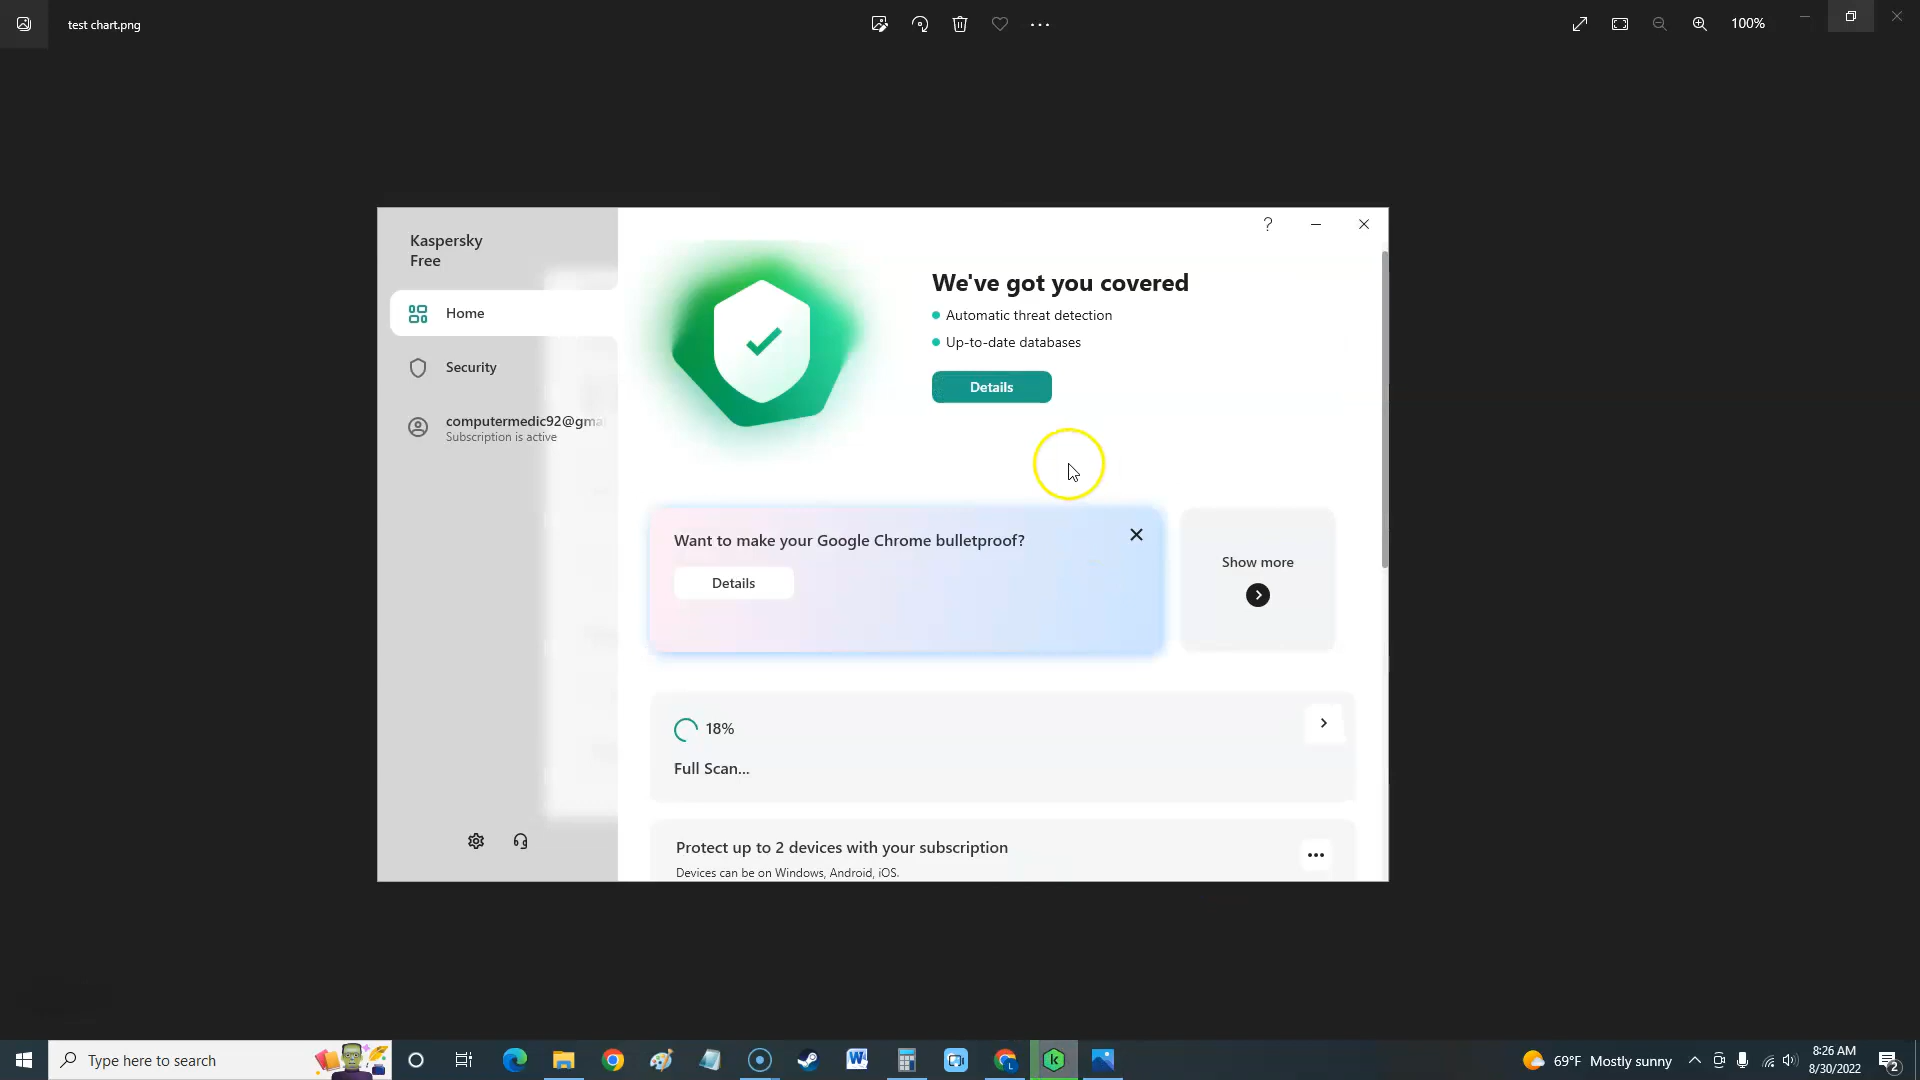 test chart.png
100%
Kaspersky
Free
Home
Security
computermedic92@gma
Subscription is active
We've got you covered
Automatic threat detection
Up-to-date databases
Details
Want to make your Google Chrome bulletproof?
Details
Show more
18%
Full Scan...
Protect up to 2 devices with your subscription
Devices can be on Windows, Android, iOS.
Type here to search
69°F Mostly sunny
8:26 AM
8/30/2022
2